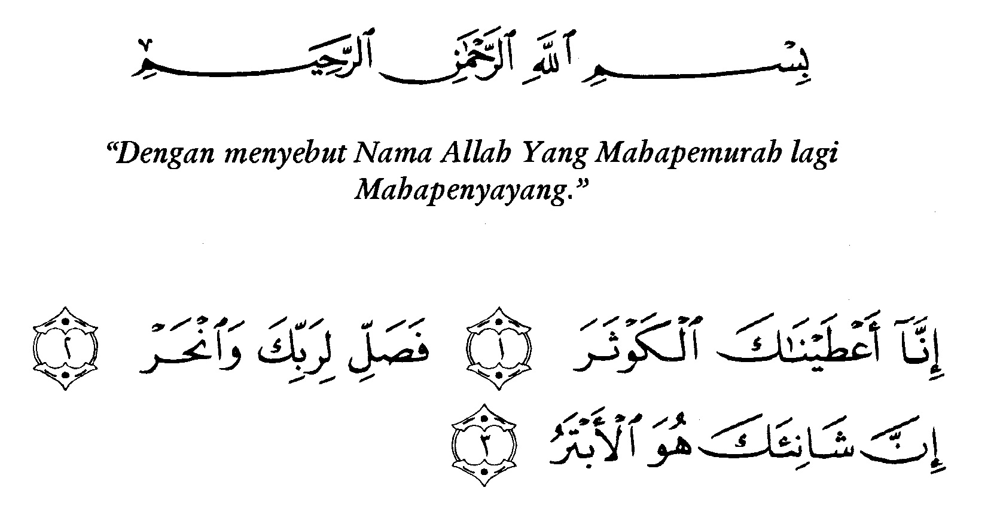 بِسْمِ ٱللَّهِ ٱلرَّحْمَٰنِ ٱلرَّحِيمِ
“Dengan menyebut Nama Allah Yang Mahapemurah lagi
Mahapenyayang.”
إِنَّآ أَعْطَيْنَٰكَ ٱلْكَوْثَرَ ١ فَصَلِّ لِرَبِّكَ وَٱنْحَرْ ٢
إِنَّ شَانِئَكَ هُوَ ٱلْأَبْتَرُ ٣